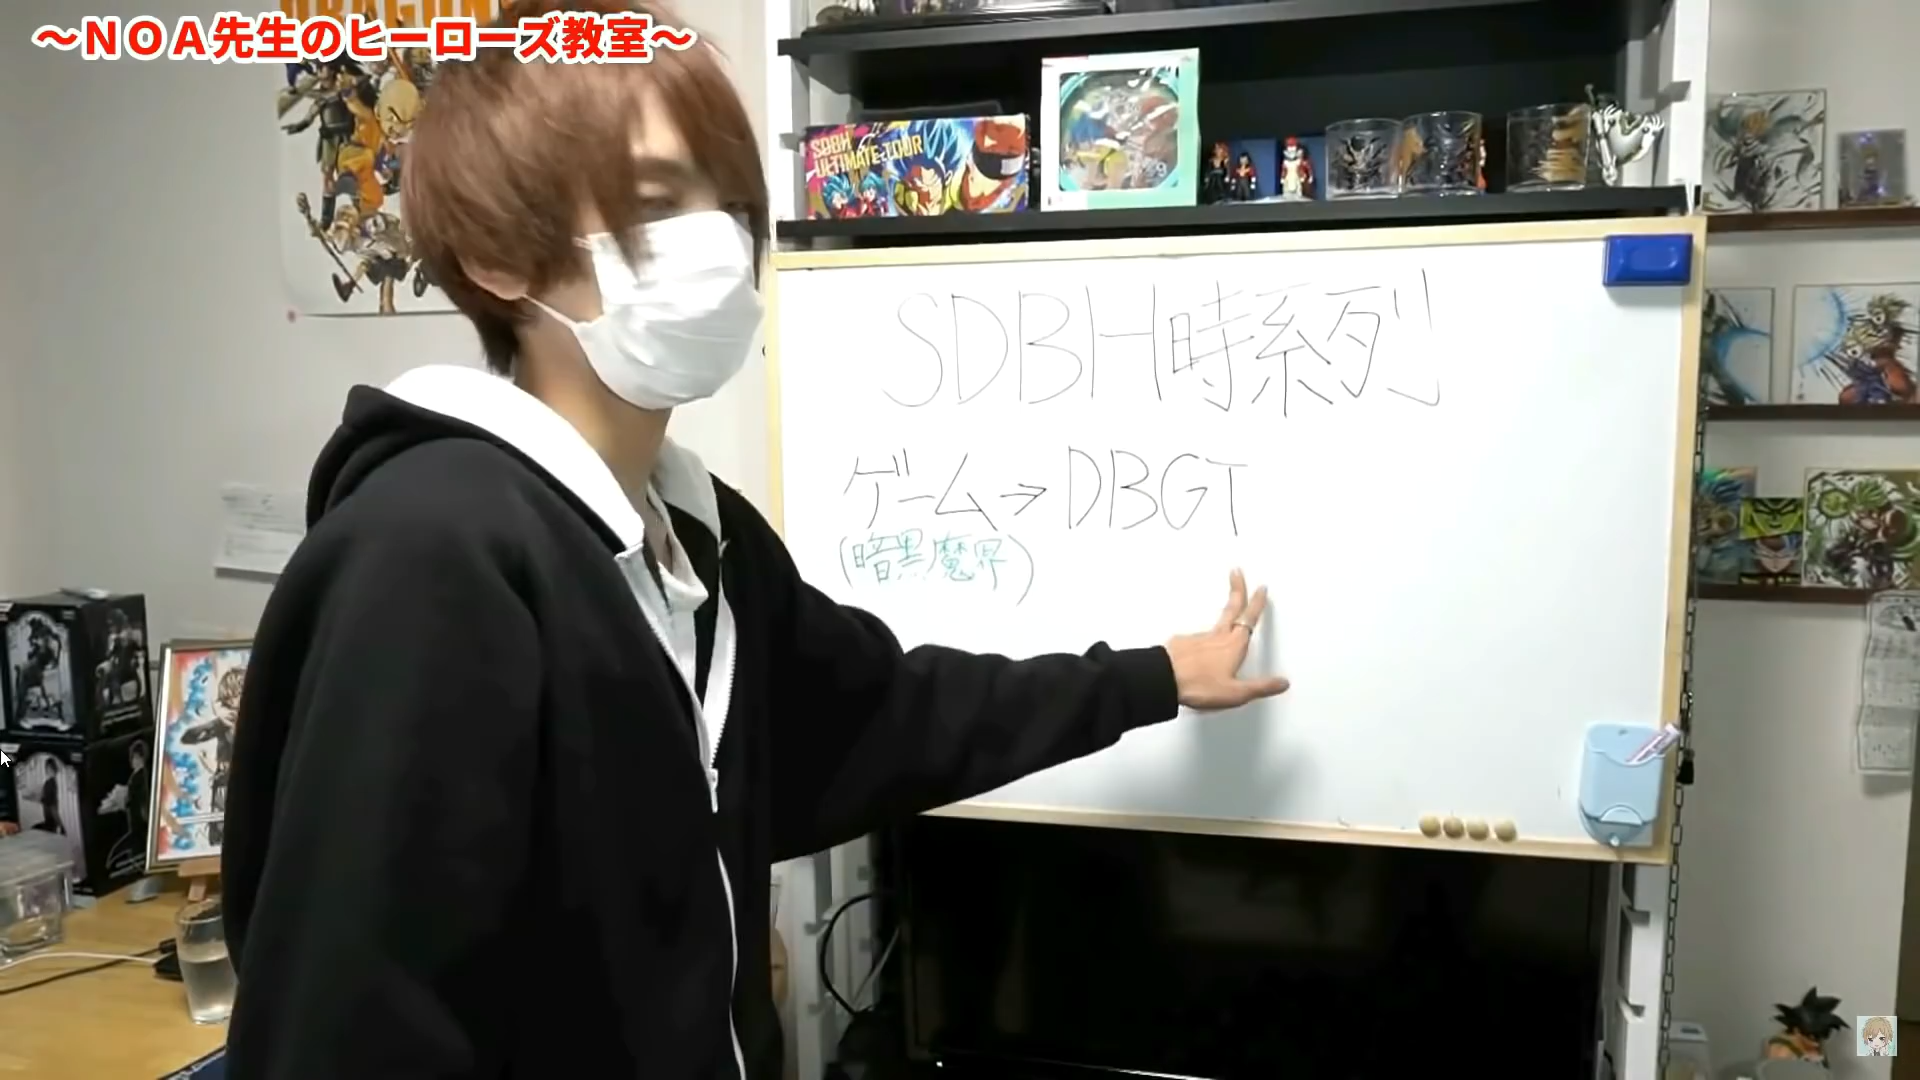 ～ＮＯＡ先生のヒーローズ教室～
DRAGON
SDBH
ULTIMATE TOUR
SDBH時系列
ゲーム→DBGT
(暗黒魔界)